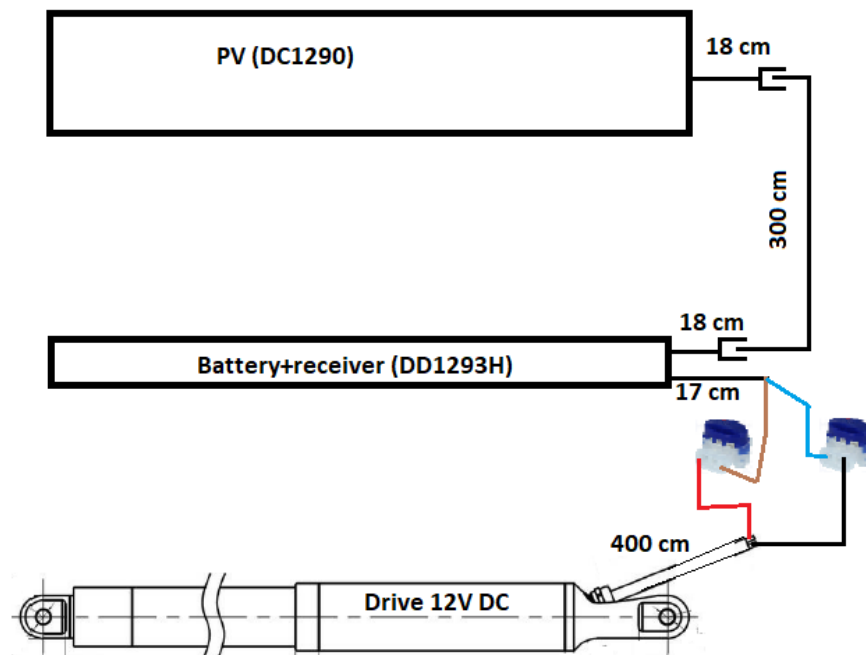 PV (DC1290)
18 cm
300 cm
18 cm
Battery+receiver (DD1293H)
17 cm
400 cm
Drive 12V DC